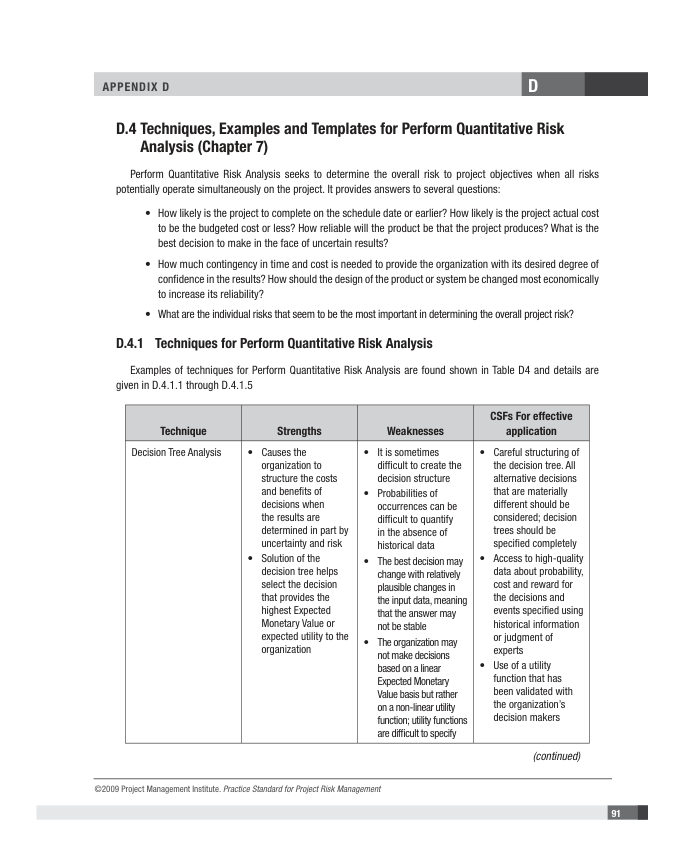 APPENDIX D
D
D.4 Techniques, Examples and Templates for Perform Quantitative Risk
Analysis (Chapter 7)
Perform Quantitative Risk Analysis seeks to determine the overall risk to project objectives when all risks
potentially operate simultaneously on the project. It provides answers to several questions:
• How likely is the project to complete on the schedule date or earlier? How likely is the project actual cost
to be the budgeted cost or less? How reliable will the product be that the project produces? What is the
best decision to make in the face of uncertain results?
• How much contingency in time and cost is needed to provide the organization with its desired degree of
confidence in the results? How should the design of the product or system be changed most economically
to increase its reliability?
• What are the individual risks that seem to be the most important in determining the overall project risk?
D.4.1 Techniques for Perform Quantitative Risk Analysis
Examples of techniques for Perform Quantitative Risk Analysis are found shown in Table D4 and details are
given in D.4.1.1 through D.4.1.5
Technique
Strengths
Weaknesses
CSFs For effective
application
Decision Tree Analysis
• Causes the
organization to
structure the costs
and benefits of
decisions when
the results are
determined in part by
uncertainty and risk
• Solution of the
decision tree helps
select the decision
that provides the
highest Expected
Monetary Value or
expected utility to the
organization
• It is sometimes
difficult to create the
decision structure
• Probabilities of
occurrences can be
difficult to quantify
in the absence of
historical data
• The best decision may
change with relatively
plausible changes in
the input data, meaning
that the answer may
not be stable
• The organization may
not make decisions
based on a linear
Expected Monetary
Value basis but rather
on a non-linear utility
function; utility functions
are difficult to specify
• Careful structuring of
the decision tree. All
alternative decisions
that are materially
different should be
considered; decision
trees should be
specified completely
• Access to high-quality
data about probability,
cost and reward for
the decisions and
events specified using
historical information
or judgment of
experts
• Use of a utility
function that has
been validated with
the organization's
decision makers
(continued)
©2009 Project Management Institute. Practice Standard for Project Risk Management
91